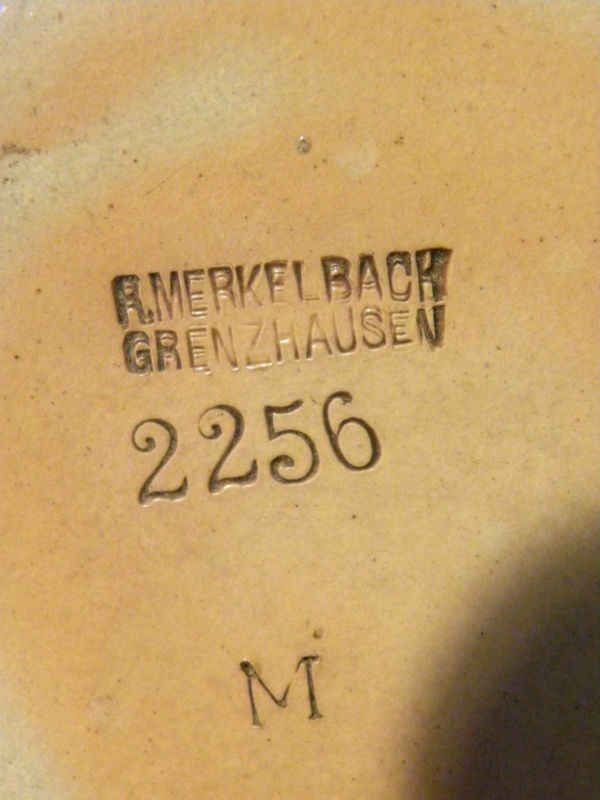 R.MERKELBACH
GRENZHAUSEN
2256
M